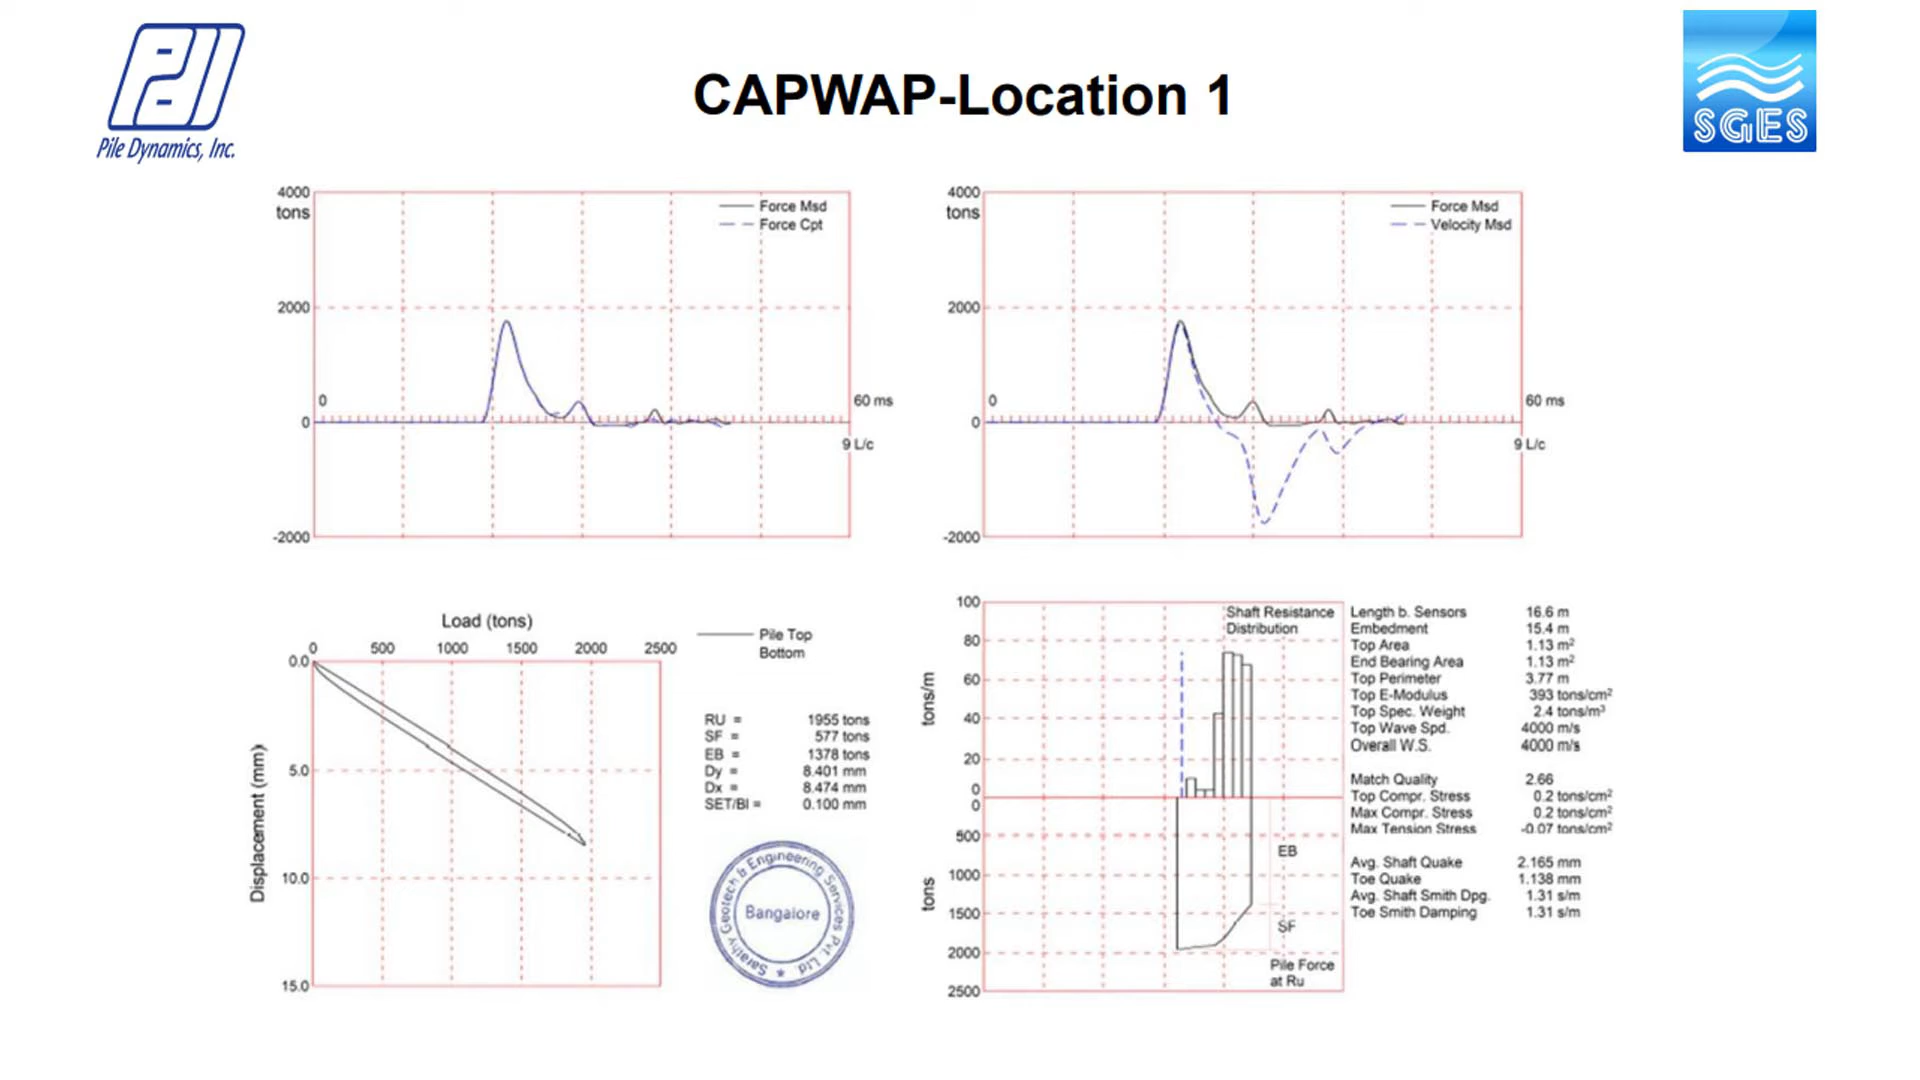 Pile Dynamics, Inc.
CAPWAP-Location 1
SGES
4000
tons
2000
0
-2000
0
60 ms
9 L/c
Force Msd
Force Cpt
4000
tons
2000
0
-2000
0
60 ms
9 L/c
Force Msd
Velocity Msd
Load (tons)
0 500 1000 1500 2000 2500
0.0
5.0
10.0
15.0
Displacement (mm)
Pile Top
Bottom
RU = 1955 tons
SF = 577 tons
EB = 1378 tons
Dy = 8.401 mm
Dx = 8.474 mm
SET/Bl = 0.100 mm
Sarathy Geotech & Engineering Services Pvt. Ltd.
Bangalore
100
80
60
40
20
0
tons/m
0
500
1000
1500
2000
2500
tons
Shaft Resistance
Distribution
EB
SF
Pile Force
at Ru
Length b. Sensors 16.6 m
Embedment 15.4 m
Top Area 1.13 m²
End Bearing Area 1.13 m²
Top Perimeter 3.77 m
Top E-Modulus 393 tons/cm²
Top Spec. Weight 2.4 tons/m³
Top Wave Spd. 4000 m/s
Overall W.S. 4000 m/s
Match Quality 2.66
Top Compr. Stress 0.2 tons/cm²
Max Compr. Stress 0.2 tons/cm²
Max Tension Stress -0.07 tons/cm²
Avg. Shaft Quake 2.165 mm
Toe Quake 1.138 mm
Avg. Shaft Smith Dpg. 1.31 s/m
Toe Smith Damping 1.31 s/m